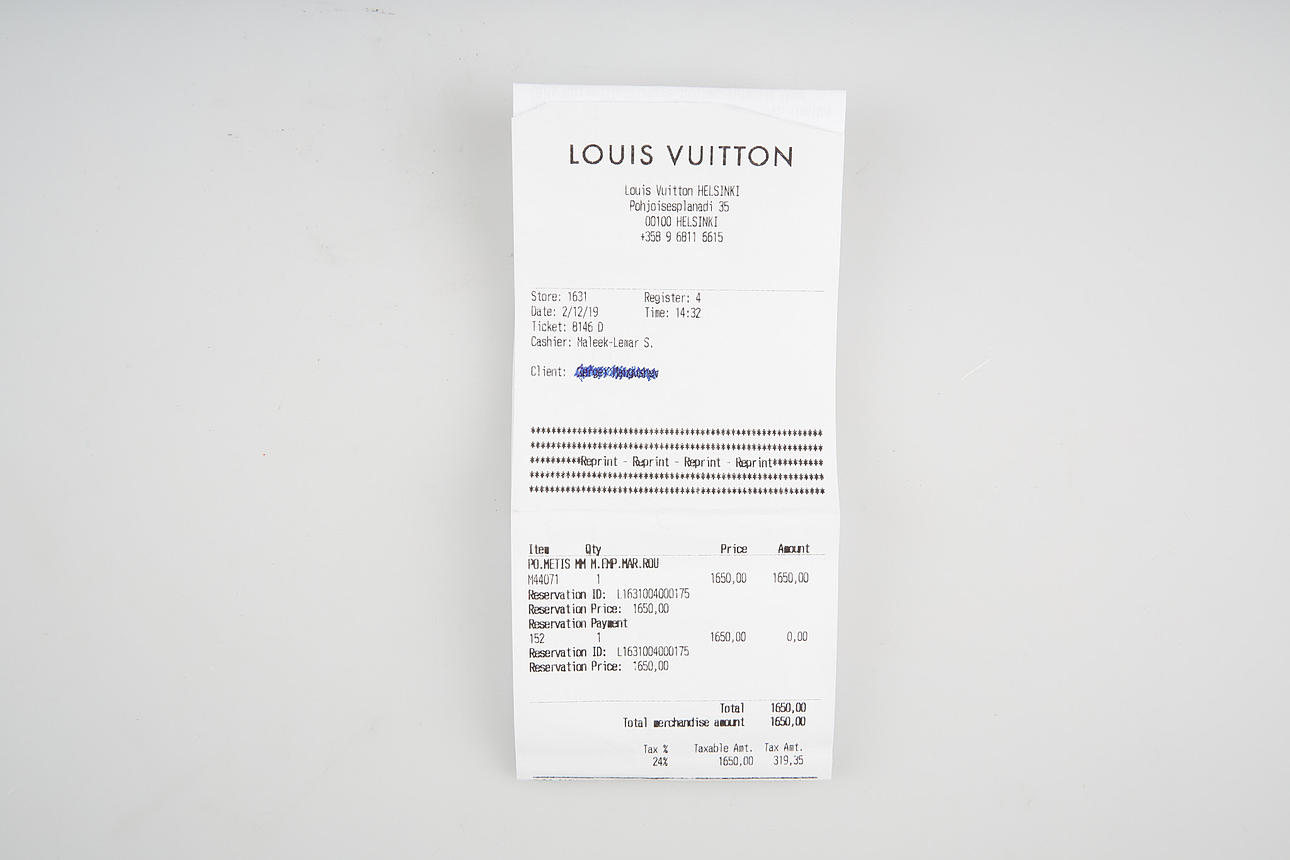 LOUIS VUITTON
Louis Vuitton HELSINKI
Pohjoisesplanadi 35
00100 HELSINKI
+358 9 6811 6615
Store: 1631 Register: 4
Date: 2/12/19 Time: 14:32
Ticket: 8146 D
Cashier: Maleek-Lemar S.
Client:
****************************************************
****************************************************
*********Reprint - Reprint - Reprint - Reprint*********
****************************************************
****************************************************
Item Qty Price Amount
PO.METIS MM M.EMP.MAR.ROU
M44071 1 1650,00 1650,00
Reservation ID: L1631004000175
Reservation Price: 1650,00
Reservation Payment
152 1 1650,00 0,00
Reservation ID: L1631004000175
Reservation Price: 1650,00
Total 1650,00
Total merchandise amount 1650,00
Tax % Taxable Amt. Tax Amt.
24% 1650,00 319,35